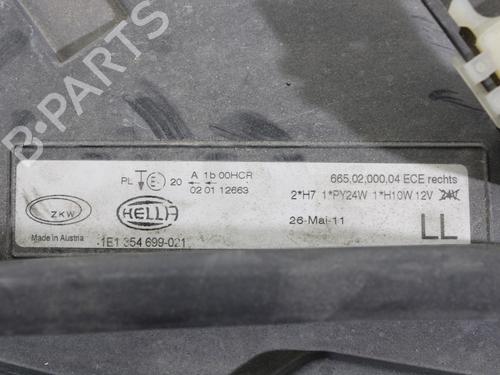 B-PARTS
PL E 20 A 1b 00HCR
02 01 12663
665.02.000.04 ECE rechts
2*H7 1*PY24W 1*H10W 12V 24V
ZKW
HELLA
26-Mai-11
Made in Austria
1E1 354 699-021
LL